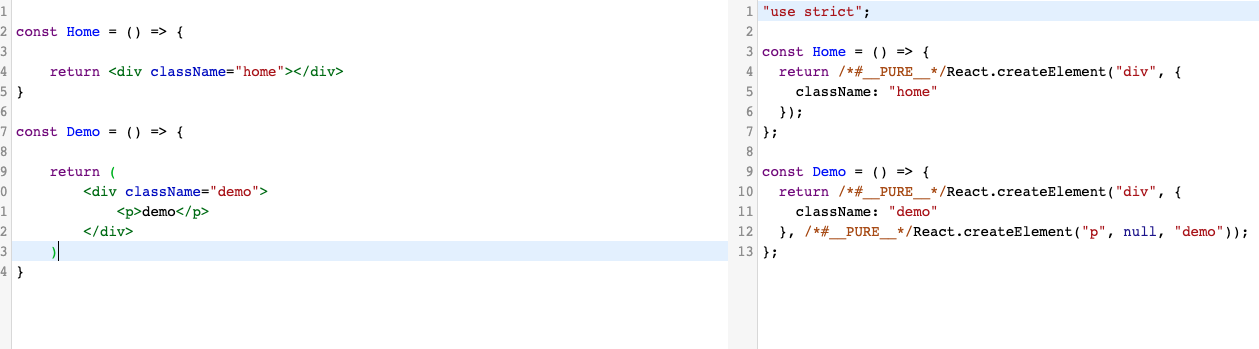 1
2 const Home = () => {
3
4     return <div className="home"></div>
5 }
6
7 const Demo = () => {
8
9     return (
0         <div className="demo">
1             <p>demo</p>
2         </div>
3     )
4 }
1 "use strict";
2
3 const Home = () => {
4   return /*#__PURE__*/React.createElement("div", {
5     className: "home"
6   });
7 };
8
9 const Demo = () => {
10   return /*#__PURE__*/React.createElement("div", {
11     className: "demo"
12   }, /*#__PURE__*/React.createElement("p", null, "demo"));
13 };